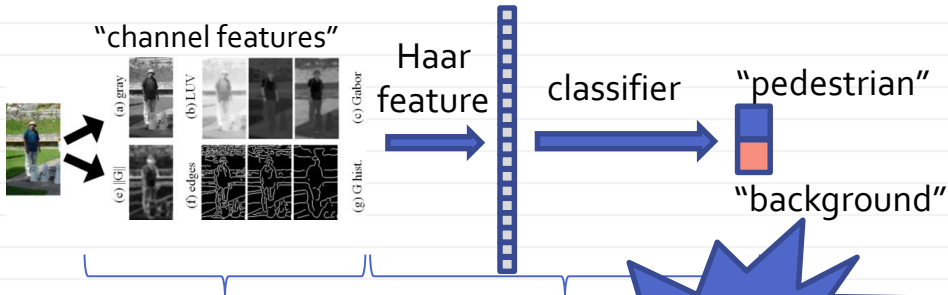 “channel features”
(a) gray
(b) LUV
(c) Gabor
(e) ||G||
(f) edges
(g) G hist.
Haar
feature
classifier
“pedestrian”
“background”